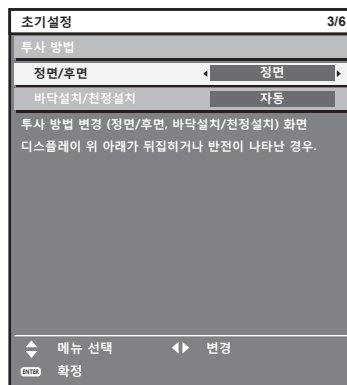 초기설정 3/6
투사 방법
정면/후면 정면
바닥설치/천정설치 자동
투사 방법 변경 (정면/후면, 바닥설치/천정설치) 화면
디스플레이 위 아래가 뒤집히거나 반전이 나타난 경우.
메뉴 선택 변경
ENTER 확정